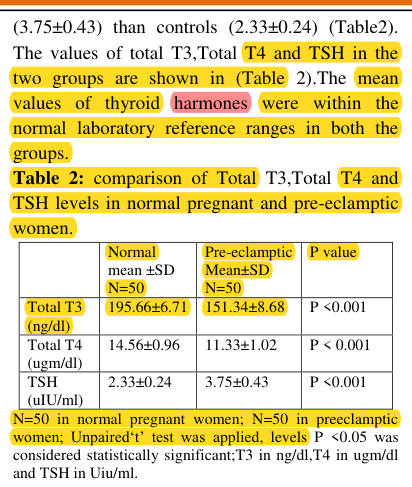 (3.75±0.43) than controls (2.33±0.24) (Table2).
The values of total T3,Total T4 and TSH in the
two groups are shown in (Table 2).The mean
values of thyroid harmones were within the
normal laboratory reference ranges in both the
groups.
Table 2: comparison of Total T3,Total T4 and
TSH levels in normal pregnant and pre-eclamptic
women.
Normal mean ±SD N=50 Pre-eclamptic Mean±SD N=50 P value
Total T3 (ng/dl) 195.66±6.71 151.34±8.68 P <0.001
Total T4 (ugm/dl) 14.56±0.96 11.33±1.02 P < 0.001
TSH (uIU/ml) 2.33±0.24 3.75±0.43 P <0.001
N=50 in normal pregnant women; N=50 in preeclamptic
women; Unpaired‘t’ test was applied, levels P <0.05 was
considered statistically significant;T3 in ng/dl,T4 in ugm/dl
and TSH in Uiu/ml.